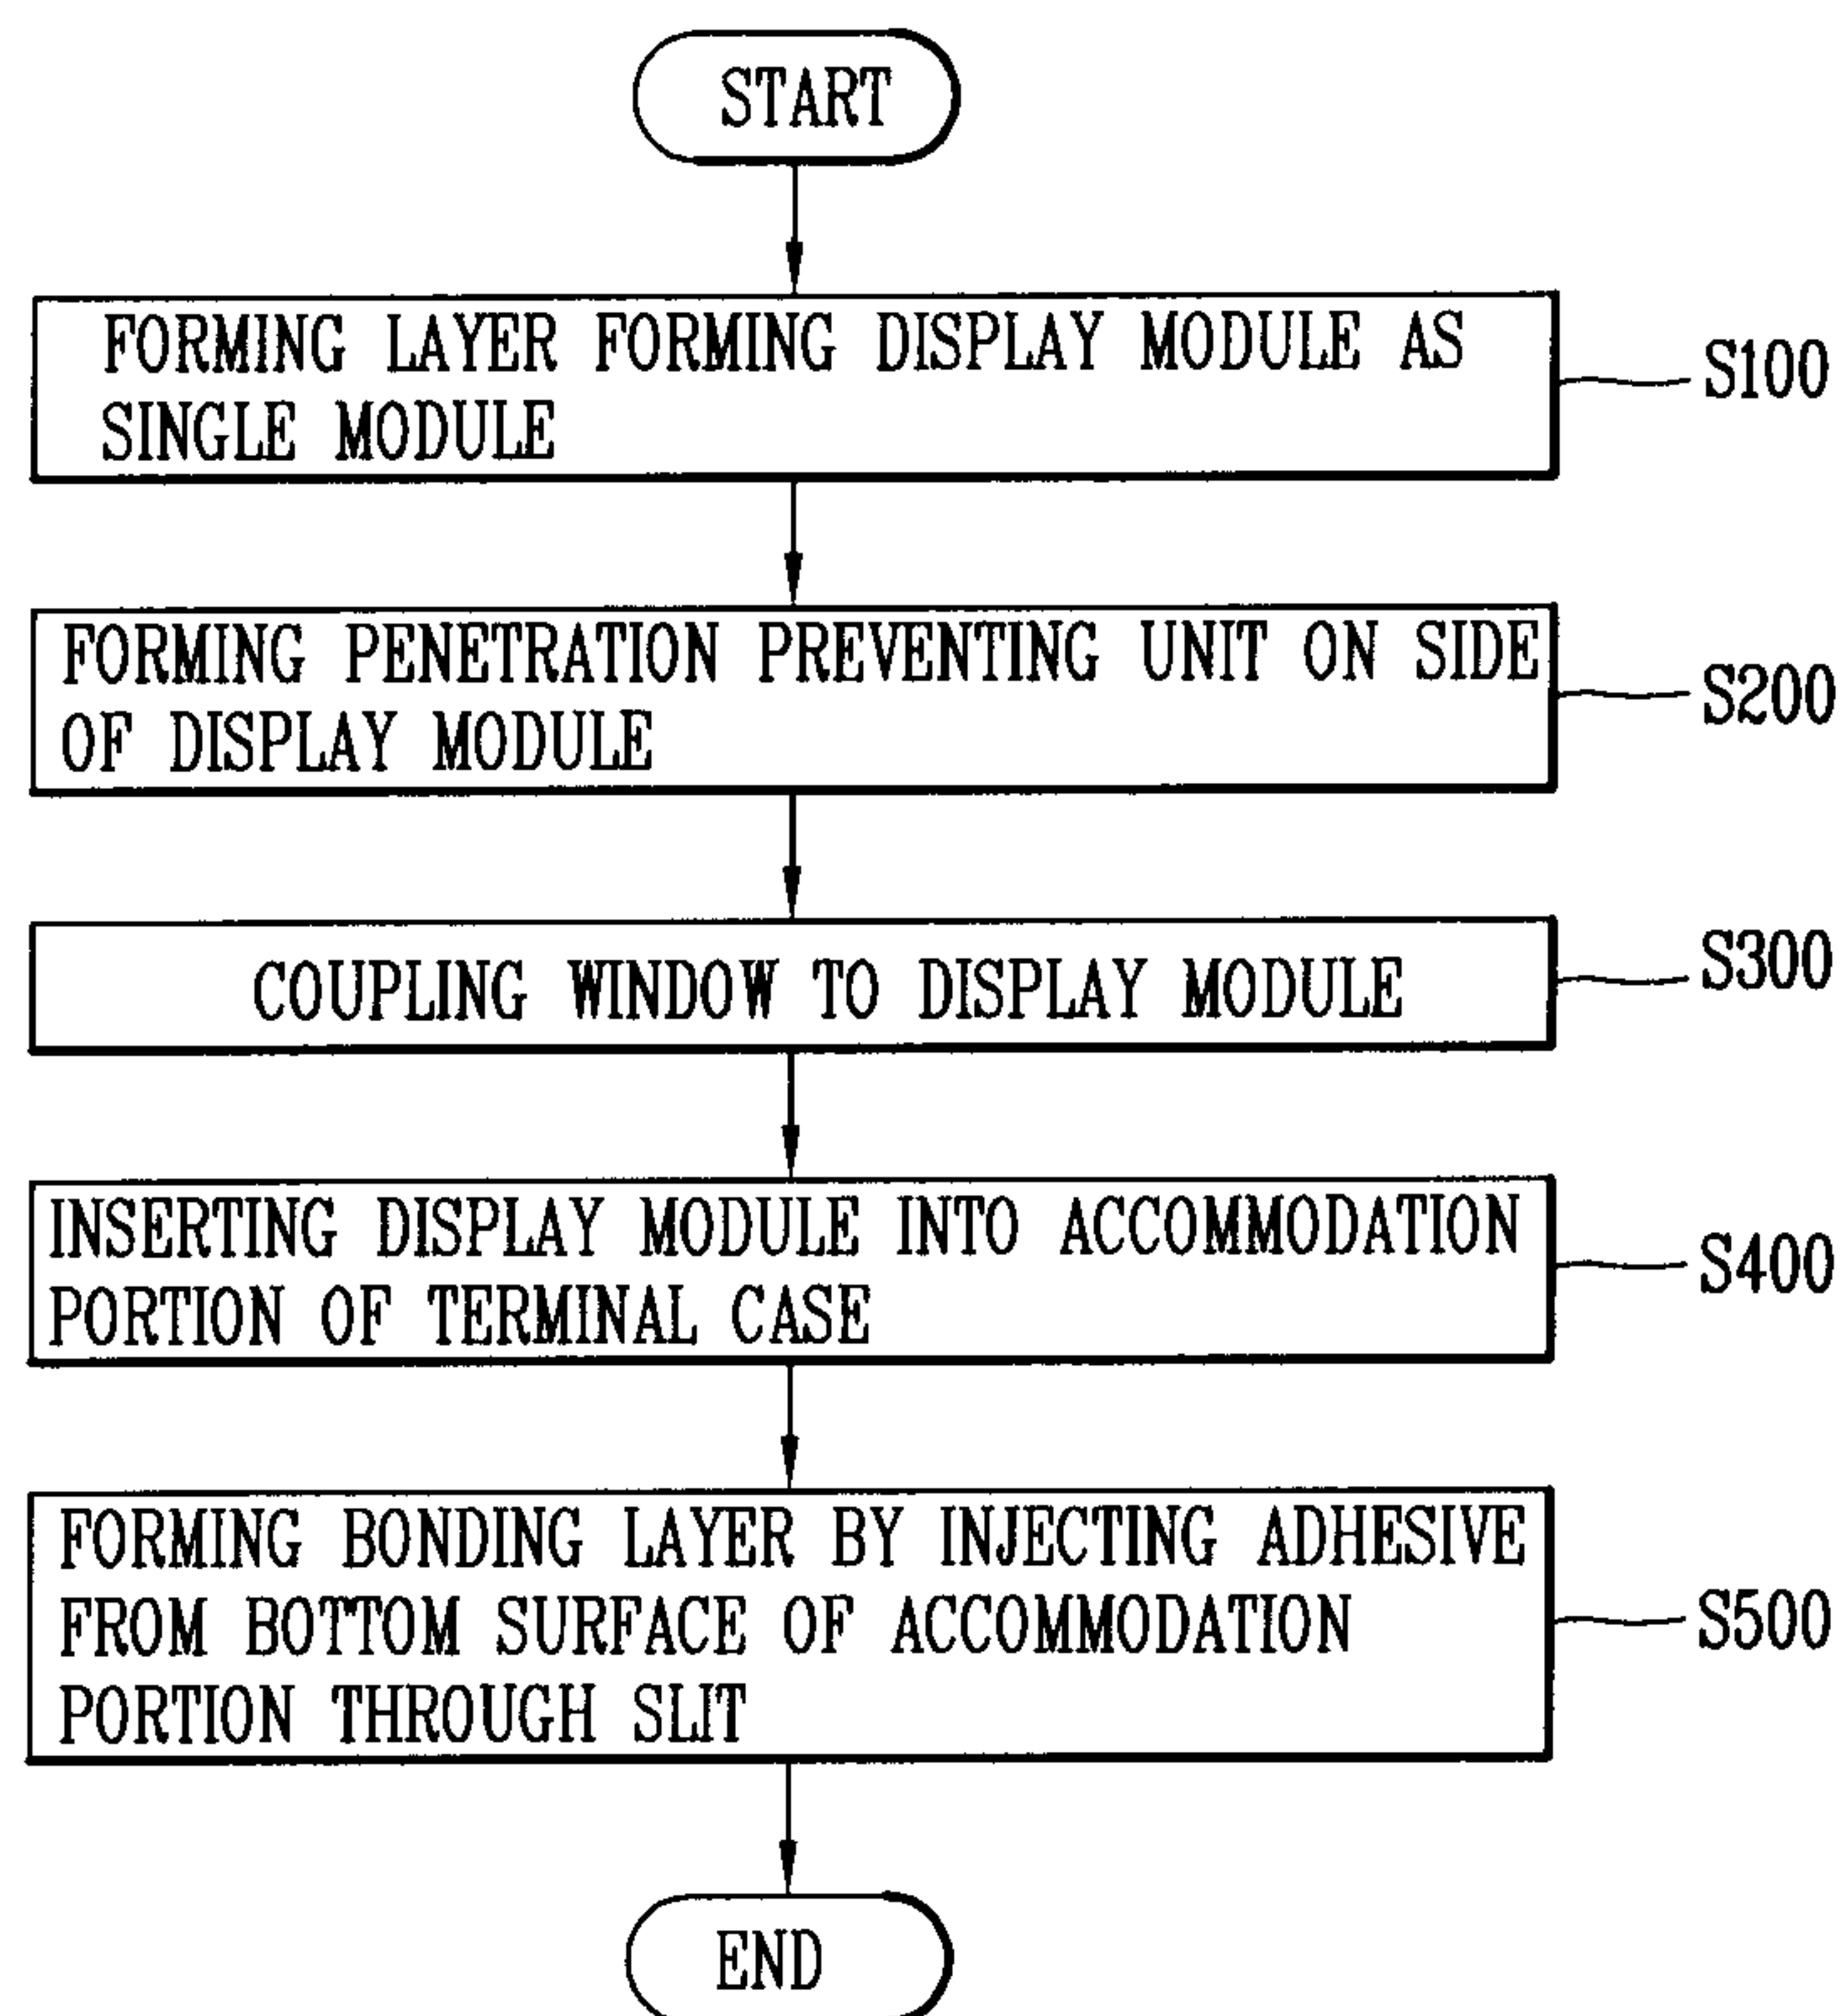 START
FORMING LAYER FORMING DISPLAY MODULE AS
SINGLE MODULE
S100
FORMING PENETRATION PREVENTING UNIT ON SIDE
OF DISPLAY MODULE
S200
COUPLING WINDOW TO DISPLAY MODULE
S300
INSERTING DISPLAY MODULE INTO ACCOMMODATION
PORTION OF TERMINAL CASE
S400
FORMING BONDING LAYER BY INJECTING ADHESIVE
FROM BOTTOM SURFACE OF ACCOMMODATION
PORTION THROUGH SLIT
S500
END